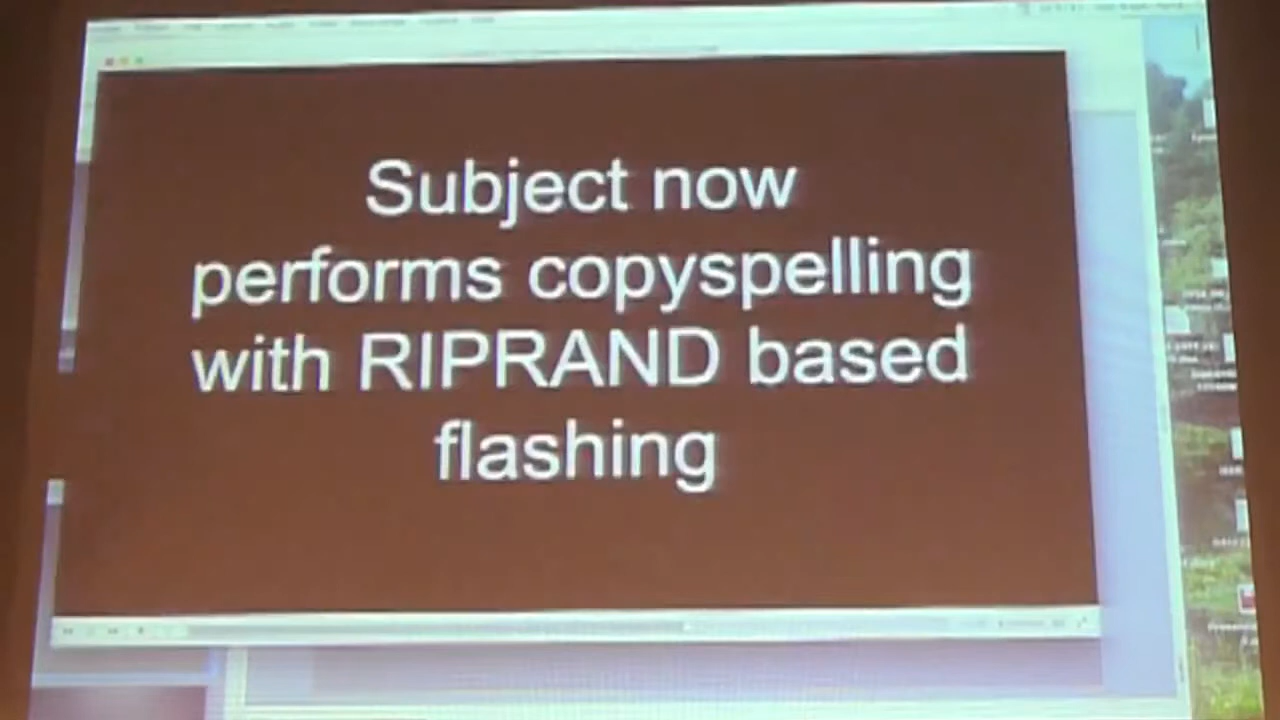 Subject now
performs copyspelling
with RIPRAND based
flashing